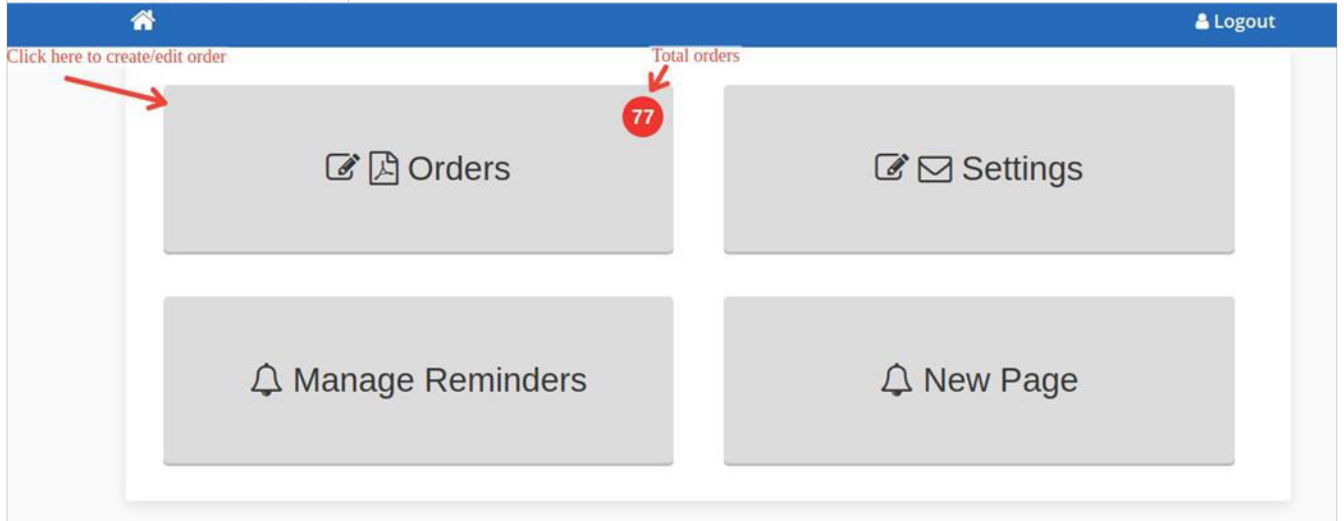 Logout
Click here to create/edit order
Total orders
77
Orders
Settings
Manage Reminders
New Page